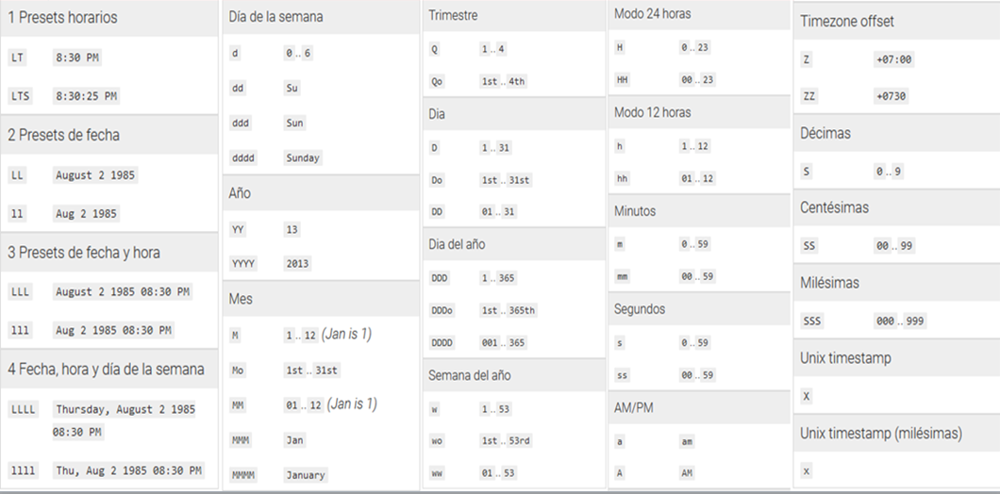 1 Presets horarios
LT 8:30 PM
LTS 8:30:25 PM
2 Presets de fecha
LL August 2 1985
ll Aug 2 1985
3 Presets de fecha y hora
LLL August 2 1985 08:30 PM
lll Aug 2 1985 08:30 PM
4 Fecha, hora y día de la semana
LLLL Thursday, August 2 1985
08:30 PM
llll Thu, Aug 2 1985 08:30 PM
Día de la semana
d 0 .. 6
dd Su
ddd Sun
dddd Sunday
Año
YY 13
YYYY 2013
Mes
M 1 .. 12 (Jan is 1)
Mo 1st .. 31st
MM 01 .. 12 (Jan is 1)
MMM Jan
MMMM January
Trimestre
Q 1 .. 4
Qo 1st .. 4th
Dia
D 1 .. 31
Do 1st .. 31st
DD 01 .. 31
Dia del año
DDD 1 .. 365
DDDo 1st .. 365th
DDDD 001 .. 365
Semana del año
w 1 .. 53
wo 1st .. 53rd
ww 01 .. 53
Modo 24 horas
H 0 .. 23
HH 00 .. 23
Modo 12 horas
h 1 .. 12
hh 01 .. 12
Minutos
m 0 .. 59
mm 00 .. 59
Segundos
s 0 .. 59
ss 00 .. 59
AM/PM
a am
A AM
Timezone offset
Z +07:00
ZZ +0730
Décimas
S 0 .. 9
Centésimas
SS 00 .. 99
Milésimas
SSS 000 .. 999
Unix timestamp
X
Unix timestamp (milésimas)
x